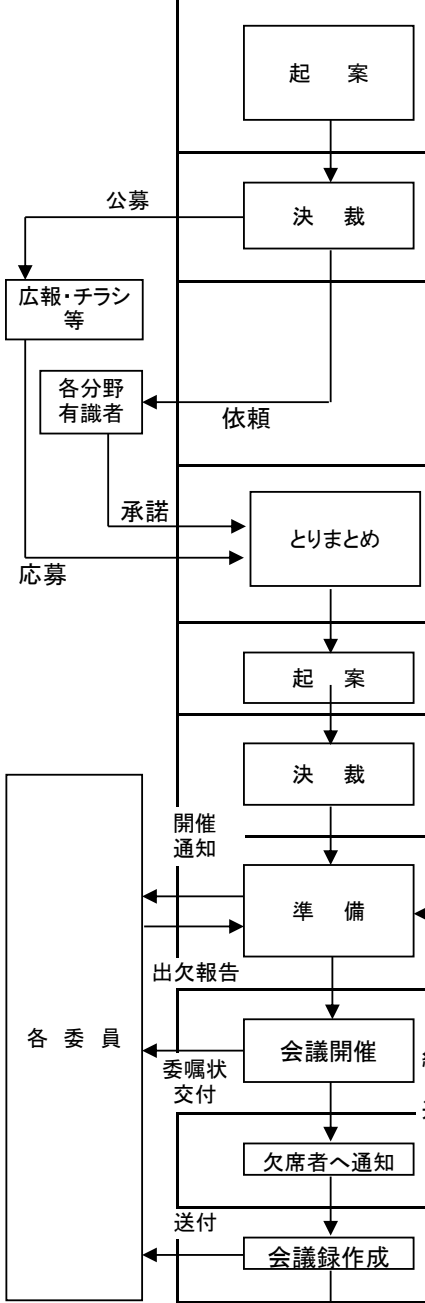 起 案
公募
決 裁
広報・チラシ
等
各分野
有識者
依頼
承諾
とりまとめ
応募
起 案
決 裁
開催
通知
準 備
出欠報告
各 委 員
会議開催
委嘱状
交付
欠席者へ通知
送付
会議録作成